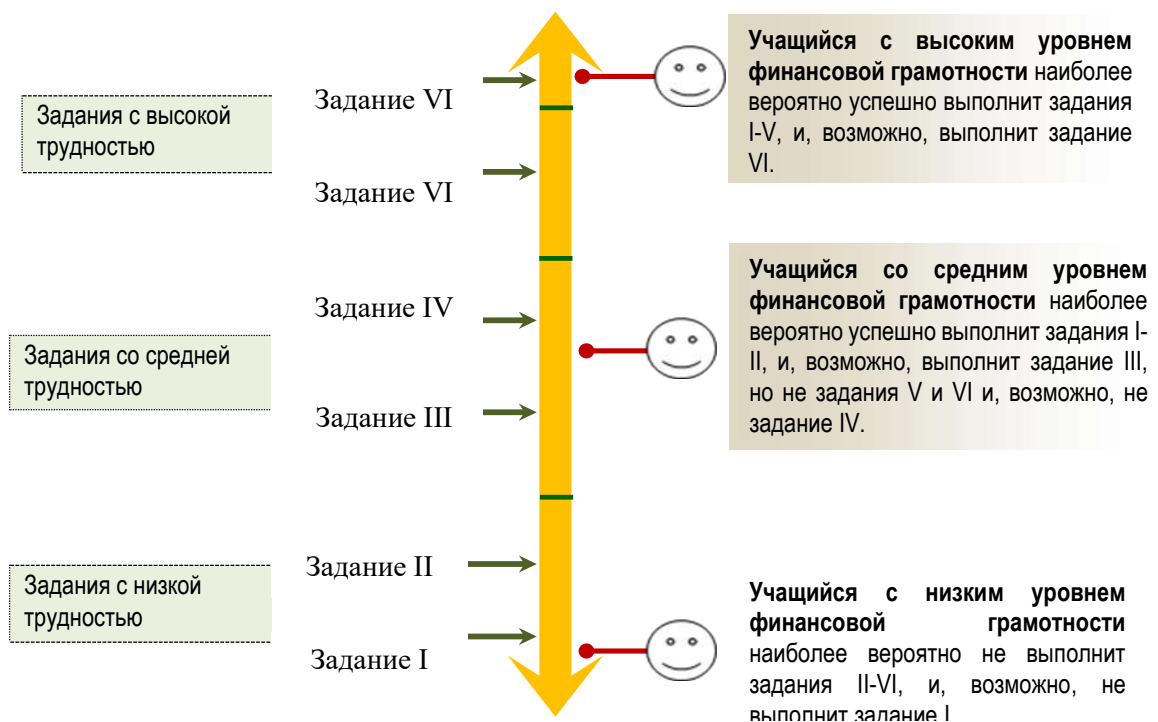 Задания с высокой
трудностью
Задания со средней
трудностью
Задания с низкой
трудностью
Задание VI
Задание VI
Задание IV
Задание III
Задание II
Задание I
Учащийся с высоким уровнем
финансовой грамотности наиболее
вероятно успешно выполнит задания
I-V, и, возможно, выполнит задание
VI.
Учащийся со средним уровнем
финансовой грамотности наиболее
вероятно успешно выполнит задания I-
II, и, возможно, выполнит задание III,
но не задания V и VI и, возможно, не
задание IV.
Учащийся с низким уровнем
финансовой грамотности
наиболее вероятно не выполнит
задания II-VI, и, возможно, не
выполнит задание I